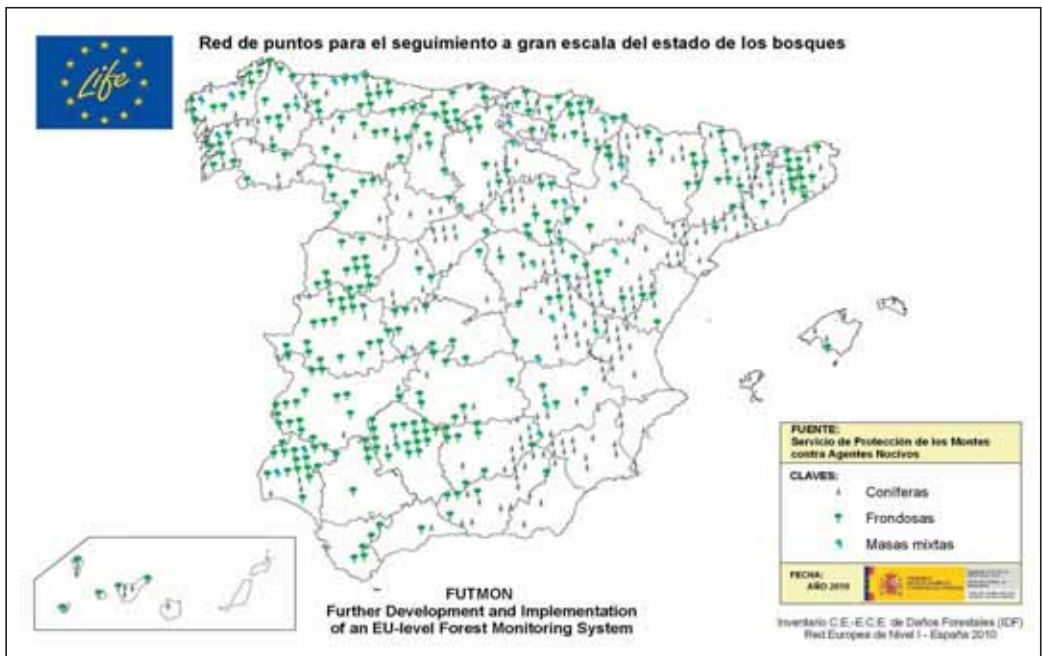 Red de puntos para el seguimiento a gran escala del estado de los bosques
Life
FUENTE:
Servicio de Protección de los Montes
contra Agentes Nocivos
CLAVES:
Coníferas
Frondosas
Masas mixtas
FECHA:
AÑO 2010
FUTMON
Further Development and Implementation
of an EU-level Forest Monitoring System
Inventario C.E.-E.C.E. de Daños Forestales (IDF)
Red Europea de Nivel I - España 2010